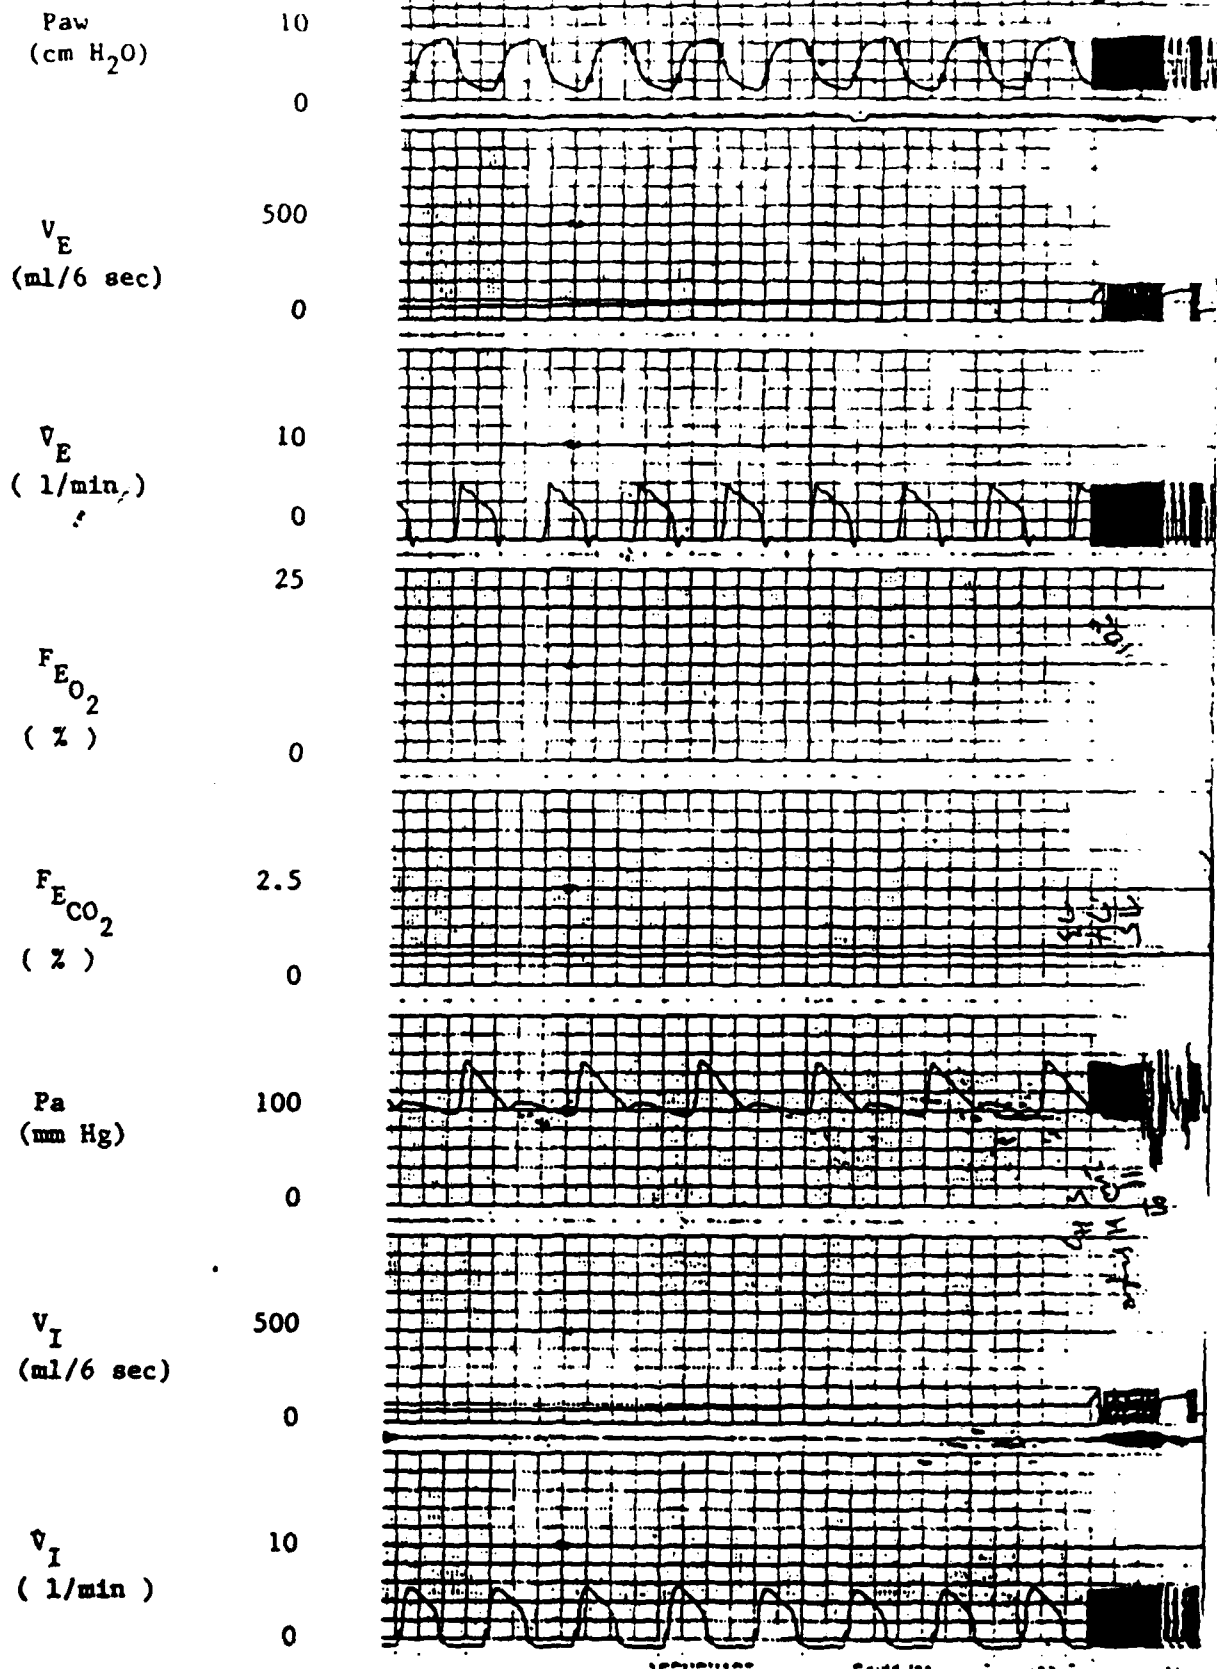 Paw 10
(cm H2O)
0
500
VE
(ml/6 sec)
0
V̇E 10
( l/min )
0
25
FEO2
( % )
0
FECO2 2.5
( % )
0
Pa 100
(mm Hg)
0
VI 500
(ml/6 sec)
0
V̇I 10
( l/min )
0